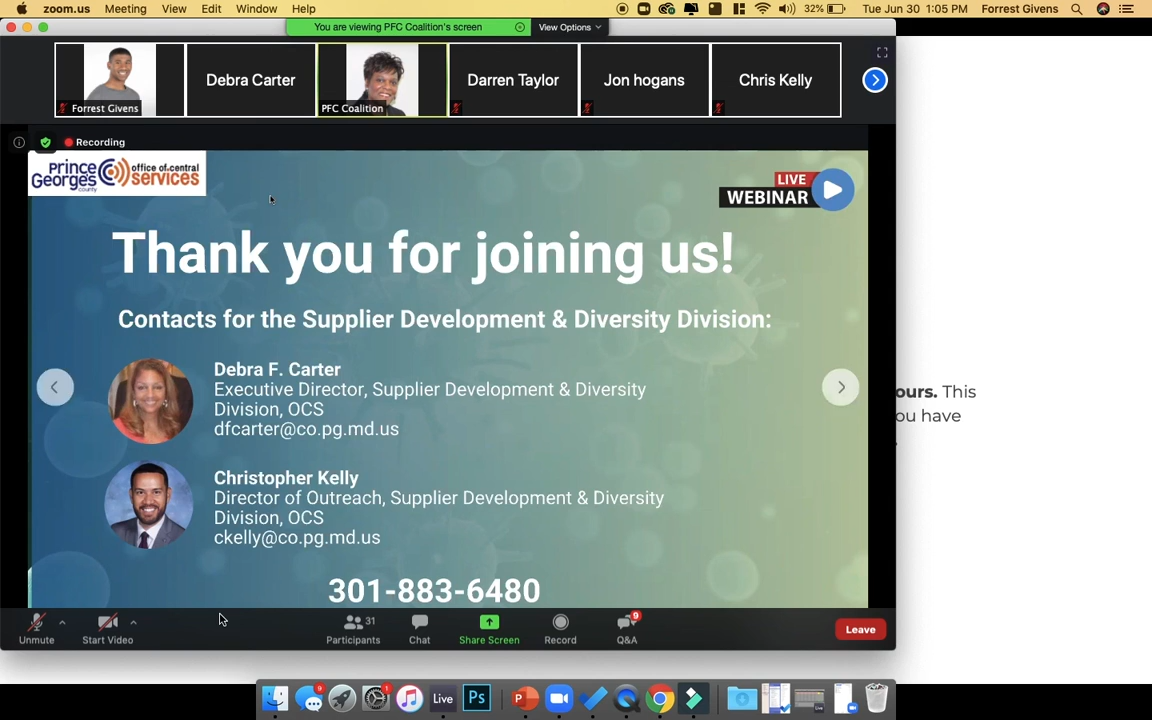 zoom.us Meeting View Edit Window Help 32% Tue Jun 30 1:05 PM Forrest Givens
You are viewing PFC Coalition's screen View Options
Forrest Givens
Debra Carter
PFC Coalition
Darren Taylor
Jon hogans
Chris Kelly
Recording
Prince
George's
county
office of central
services
LIVE
WEBINAR
Thank you for joining us!
Contacts for the Supplier Development & Diversity Division:
Debra F. Carter
Executive Director, Supplier Development & Diversity
Division, OCS
dfcarter@co.pg.md.us
Christopher Kelly
Director of Outreach, Supplier Development & Diversity
Division, OCS
ckelly@co.pg.md.us
301-883-6480
ours. This
ou have
Unmute Start Video Participants 31 Chat Share Screen Record Q&A 9 Leave
9 1 Live Ps